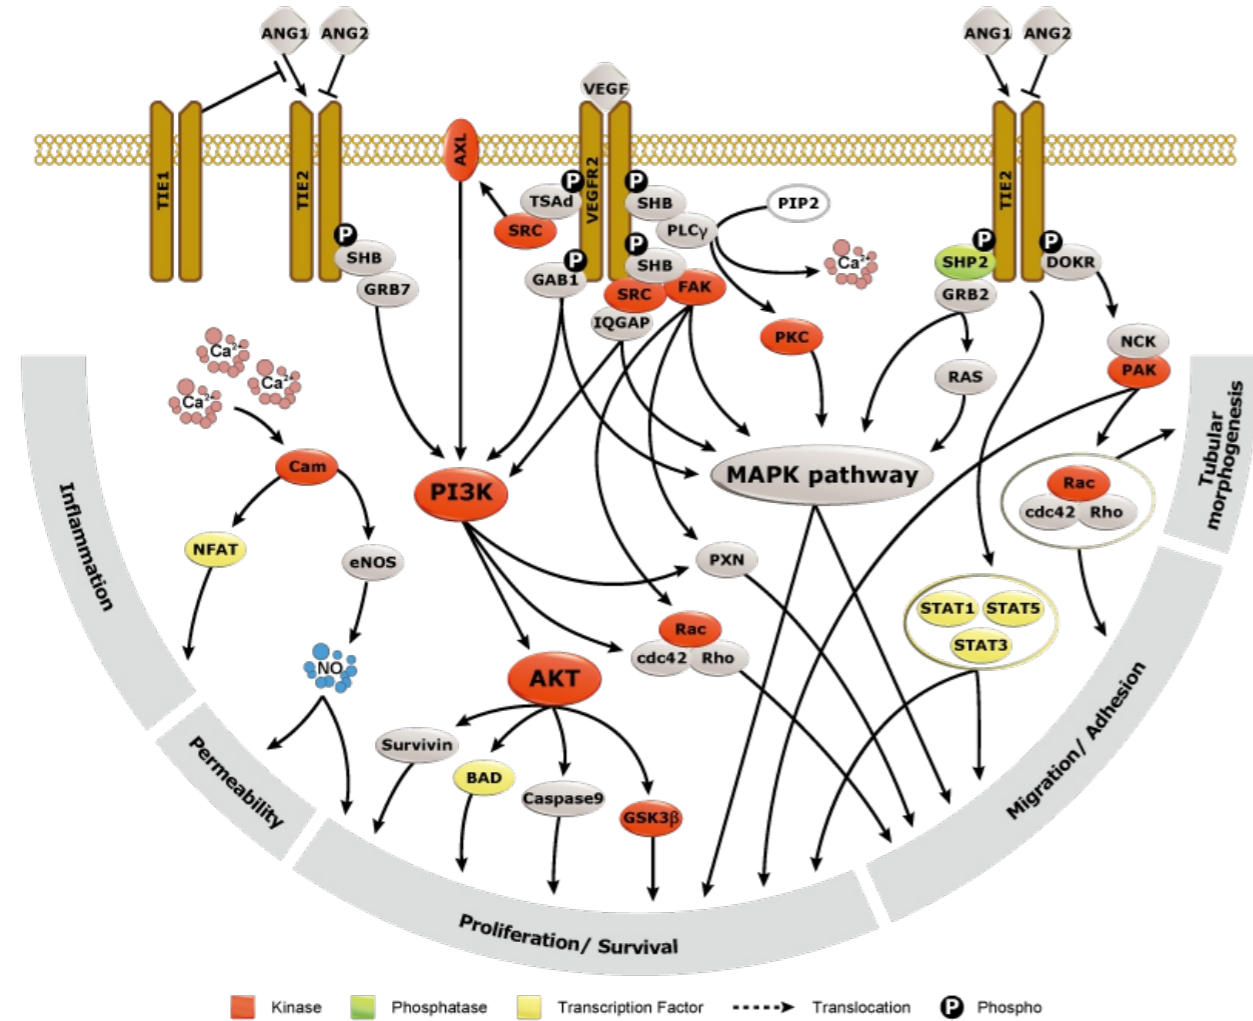 ANG1
ANG2
ANG1
ANG2
VEGF
TIE1
TIE2
AXL
VEGFR2
TIE2
P
TSAd
SRC
P
SHB
PLCγ
PIP2
P
SHB
GRB7
P
GAB1
P
SHB
SRC
FAK
IQGAP
Ca2+
PKC
P
SHP2
GRB2
P
DOKR
RAS
NCK
PAK
Ca2+
Ca2+
Ca2+
Cam
NFAT
eNOS
NO
PI3K
MAPK pathway
Rac
cdc42
Rho
PXN
Rac
cdc42
Rho
STAT1
STAT5
STAT3
AKT
Survivin
BAD
Caspase9
GSK3β
Inflammation
Permeability
Proliferation/ Survival
Migration/ Adhesion
Tubular
morphogenesis
Kinase
Phosphatase
Transcription Factor
Translocation
P
Phospho